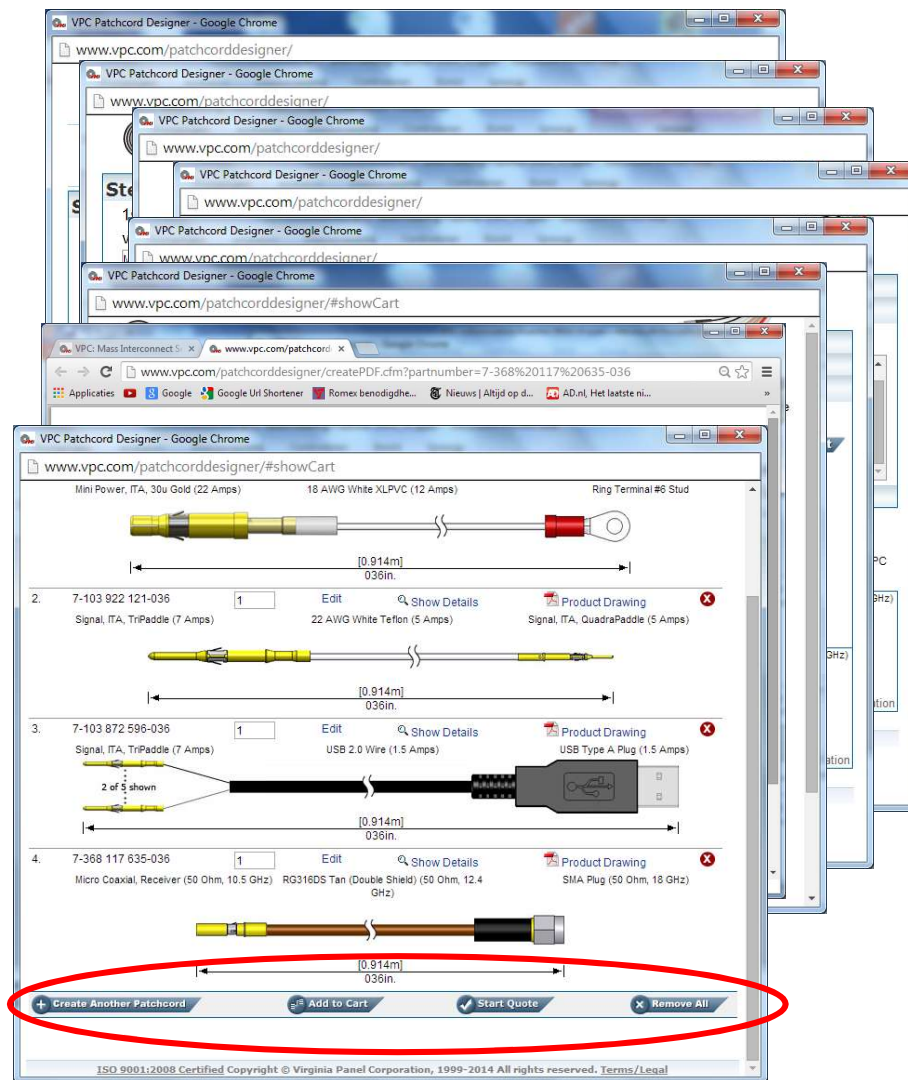 VPC Patchcord Designer - Google Chrome
www.vpc.com/patchcorddesigner/
VPC Patchcord Designer - Google Chrome
www.vpc.com/patchcorddesigner/
VPC Patchcord Designer - Google Chrome
www.vpc.com/patchcorddesigner/
VPC Patchcord Designer - Google Chrome
www.vpc.com/patchcorddesigner/
Ste
VPC Patchcord Designer - Google Chrome
www.vpc.com/patchcorddesigner/
VPC Patchcord Designer - Google Chrome
www.vpc.com/patchcorddesigner/#showCart
VPC: Mass Interconnect S
www.vpc.com/patchcord
www.vpc.com/patchcorddesigner/createPDF.cfm?partnumber=7-368%20117%20635-036
Applicaties Google Google Url Shortener Romex benodigdhe... Nieuws | Altijd op d... AD.nl, Het laatste ni... »
VPC Patchcord Designer - Google Chrome
www.vpc.com/patchcorddesigner/#showCart
Mini Power, ITA, 30u Gold (22 Amps) 18 AWG White XLPVC (12 Amps) Ring Terminal #6 Stud
[0.914m]
036in.
2. 7-103 922 121-036 1 Edit Show Details Product Drawing
Signal, ITA, TriPaddle (7 Amps) 22 AWG White Teflon (5 Amps) Signal, ITA, QuadraPaddle (5 Amps)
[0.914m]
036in.
3. 7-103 872 596-036 1 Edit Show Details Product Drawing
Signal, ITA, TriPaddle (7 Amps) USB 2.0 Wire (1.5 Amps) USB Type A Plug (1.5 Amps)
2 of 5 shown
[0.914m]
036in.
4. 7-368 117 635-036 1 Edit Show Details Product Drawing
Micro Coaxial, Receiver (50 Ohm, 10.5 GHz) RG316DS Tan (Double Shield) (50 Ohm, 12.4 GHz) SMA Plug (50 Ohm, 18 GHz)
[0.914m]
036in.
Create Another Patchcord Add to Cart Start Quote Remove All
ISO 9001:2008 Certified Copyright © Virginia Panel Corporation, 1999-2014 All rights reserved. Terms/Legal
PC
GHz)
GHz)
tion
ation